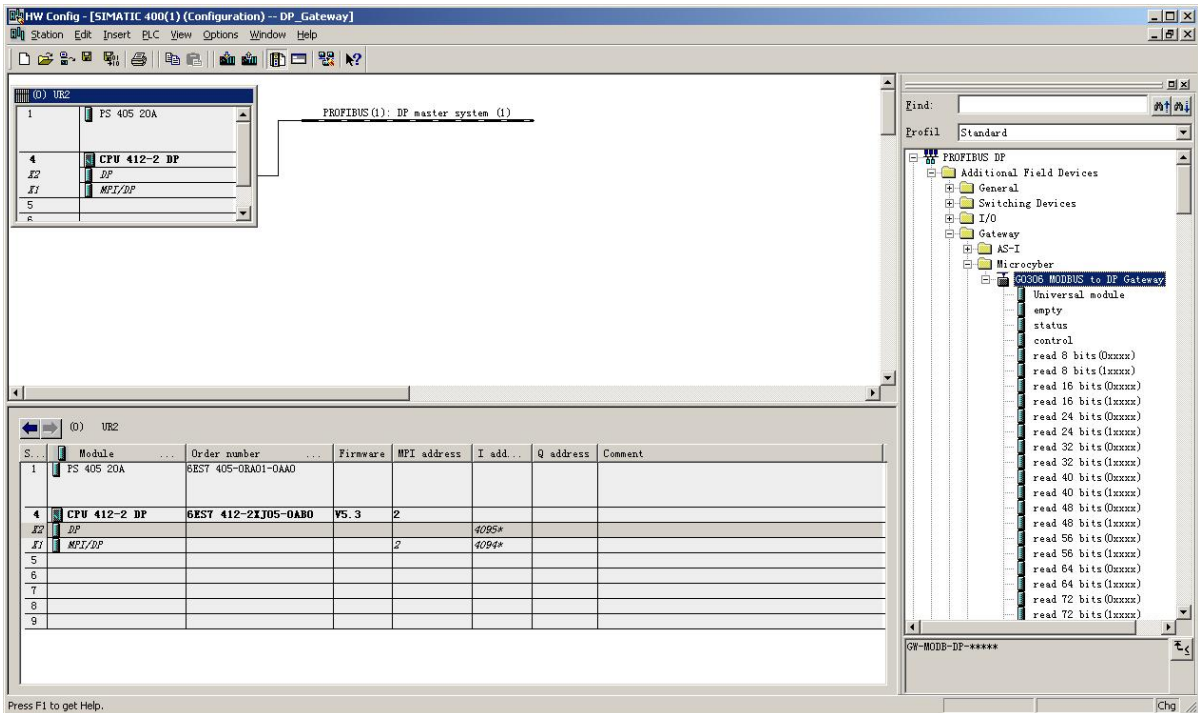 HW Config - [SIMATIC 400(1) (Configuration) -- DP_Gateway]
Station Edit Insert PLC View Options Window Help
(0) UR2
1 PS 405 20A
4 CPU 412-2 DP
X2 DP
X1 MPI/DP
5
6
PROFIBUS(1): DP master system (1)
(0) UR2
S... Module ... Order number ... Firmware MPI address I add... Q address Comment
1 PS 405 20A 6ES7 405-0RA01-0AA0
4 CPU 412-2 DP 6ES7 412-2XJ05-0AB0 V5.3 2
X2 DP 4095*
X1 MPI/DP 2 4094*
5
6
7
8
9
Find:
Profil Standard
PROFIBUS DP
Additional Field Devices
General
Switching Devices
I/O
Gateway
AS-I
Microcyber
G0306 MODBUS to DP Gateway
Universal module
empty
status
control
read 8 bits(0xxxx)
read 8 bits(1xxxx)
read 16 bits(0xxxx)
read 16 bits(1xxxx)
read 24 bits(0xxxx)
read 24 bits(1xxxx)
read 32 bits(0xxxx)
read 32 bits(1xxxx)
read 40 bits(0xxxx)
read 40 bits(1xxxx)
read 48 bits(0xxxx)
read 48 bits(1xxxx)
read 56 bits(0xxxx)
read 56 bits(1xxxx)
read 64 bits(0xxxx)
read 64 bits(1xxxx)
read 72 bits(0xxxx)
read 72 bits(1xxxx)
GW-MODB-DP-*****
Press F1 to get Help.
Chg